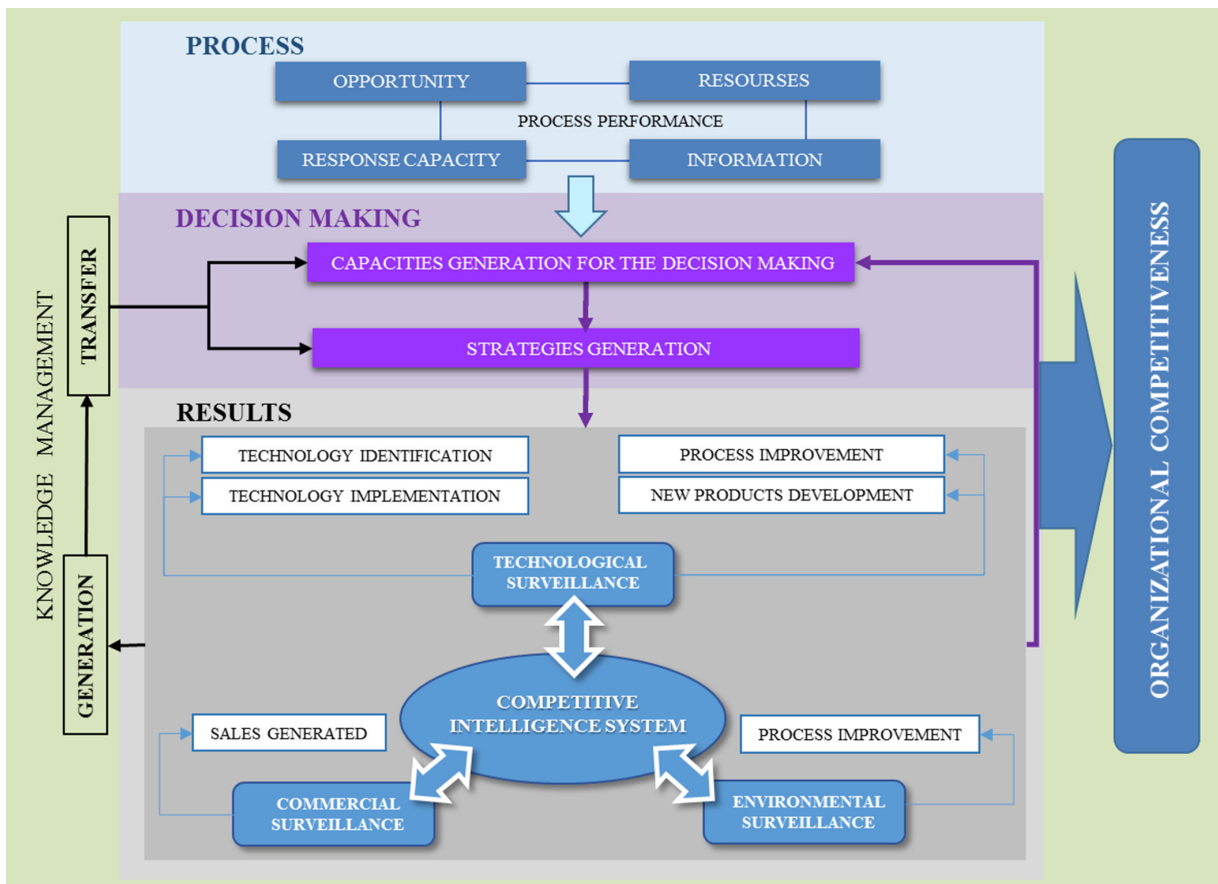 PROCESS
OPPORTUNITY
RESOURSES
PROCESS PERFORMANCE
RESPONSE CAPACITY
INFORMATION
DECISION MAKING
CAPACITIES GENERATION FOR THE DECISION MAKING
STRATEGIES GENERATION
KNOWLEDGE MANAGEMENT
TRANSFER
GENERATION
RESULTS
TECHNOLOGY IDENTIFICATION
PROCESS IMPROVEMENT
TECHNOLOGY IMPLEMENTATION
NEW PRODUCTS DEVELOPMENT
TECHNOLOGICAL
SURVEILLANCE
COMPETITIVE
INTELLIGENCE SYSTEM
SALES GENERATED
PROCESS IMPROVEMENT
COMMERCIAL
SURVEILLANCE
ENVIRONMENTAL
SURVEILLANCE
ORGANIZATIONAL COMPETITIVENESS